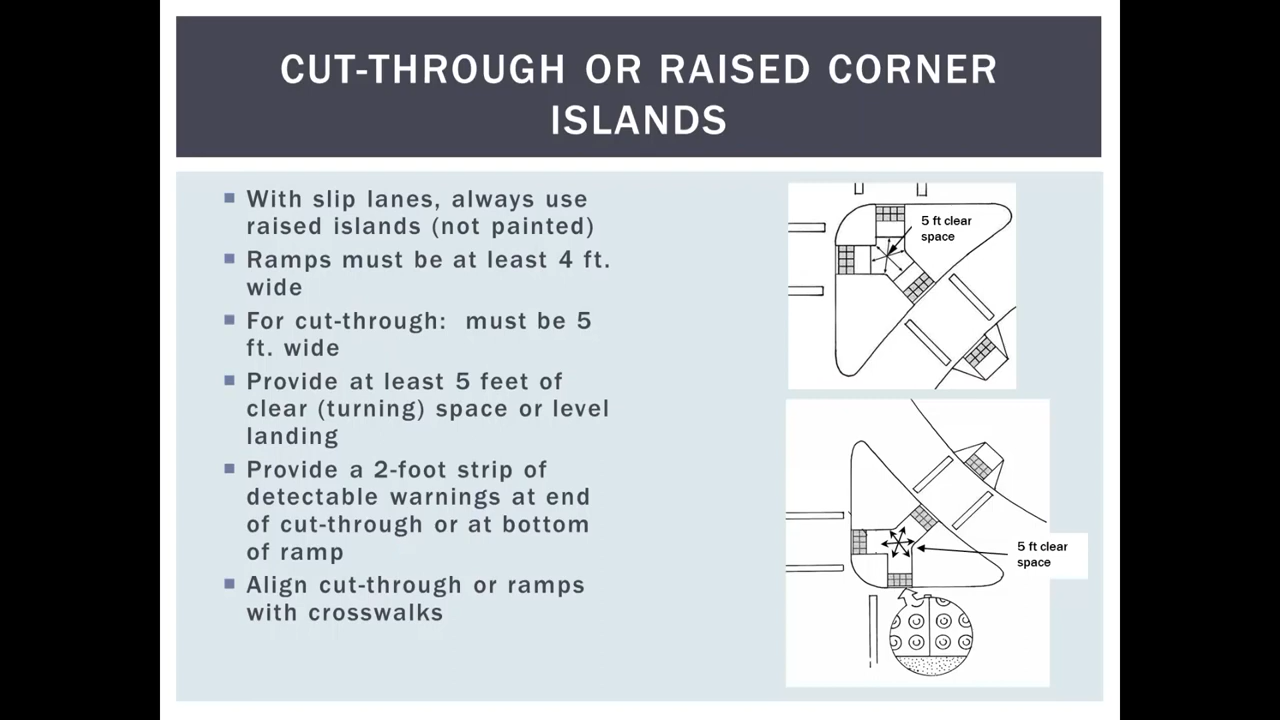 CUT-THROUGH OR RAISED CORNER
ISLANDS
With slip lanes, always use
raised islands (not painted)
Ramps must be at least 4 ft.
wide
For cut-through:  must be 5
ft. wide
Provide at least 5 feet of
clear (turning) space or level
landing
Provide a 2-foot strip of
detectable warnings at end
of cut-through or at bottom
of ramp
Align cut-through or ramps
with crosswalks
5 ft clear
space
5 ft clear
space